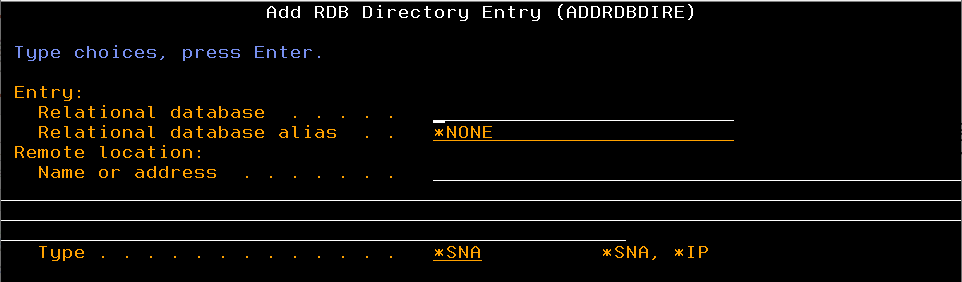 Add RDB Directory Entry (ADDRDBDIRE)
Type choices, press Enter.
Entry:
Relational database . . . . .
Relational database alias . . *NONE
Remote location:
Name or address . . . . . . .
Type . . . . . . . . . . . . . *SNA *SNA, *IP